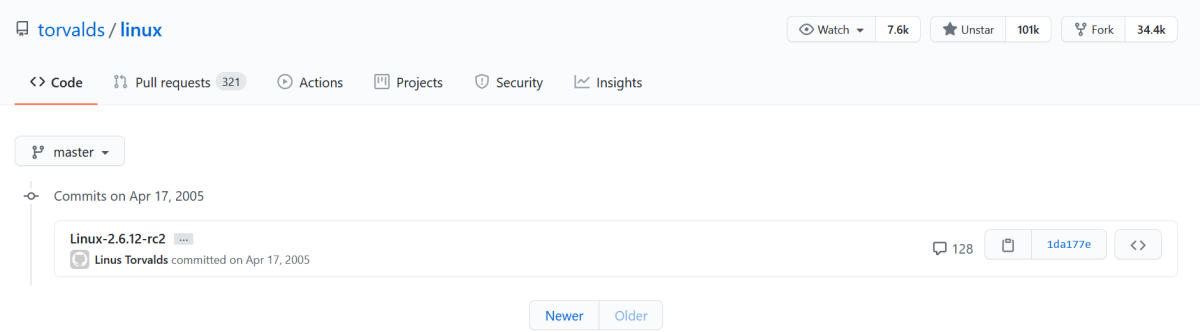 torvalds / linux Watch 7.6k Unstar 101k Fork 34.4k
Code Pull requests 321 Actions Projects Security Insights
master
Commits on Apr 17, 2005
Linux-2.6.12-rc2 ...
Linus Torvalds committed on Apr 17, 2005
128 1da177e
Newer Older